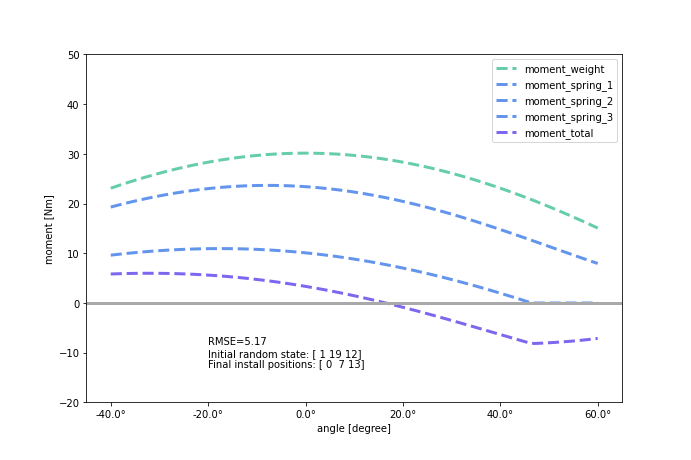 50
40
30
20
10
0
−10
−20
moment [Nm]
moment_weight
moment_spring_1
moment_spring_2
moment_spring_3
moment_total
RMSE=5.17
Initial random state: [ 1 19 12]
Final install positions: [ 0  7 13]
-40.0° -20.0° 0.0° 20.0° 40.0° 60.0°
angle [degree]